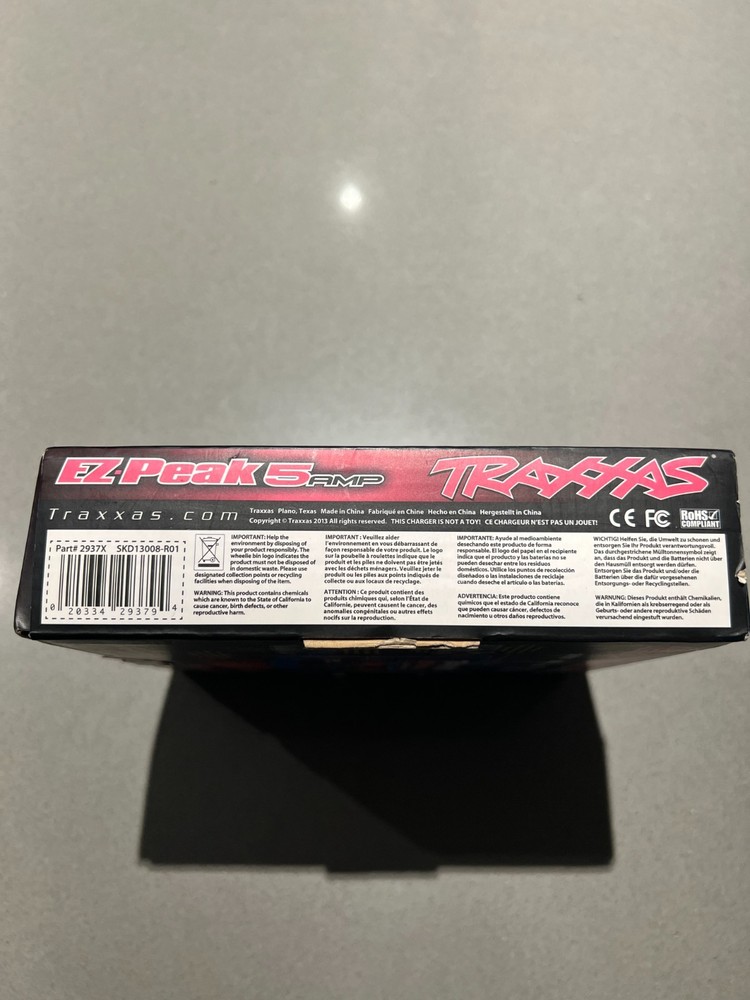 EZ-Peak 5 AMP TRAXXAS
Traxxas.com
Traxxas Plano, Texas Made in China Fabriqué en Chine Hecho en China Hergestellt in China
Copyright © Traxxas 2013 All rights reserved. THIS CHARGER IS NOT A TOY! CE CHARGEUR N'EST PAS UN JOUET!
CE FC RoHS COMPLIANT
Part# 2937X SKD13008-R01
0 20334 29379 4
IMPORTANT: Help the
environment by disposing of
your product responsibly. The
wheelie bin logo indicates the
product must not be disposed of
in domestic waste. Please use
designated collection points or recycling
facilities when disposing of the item.
WARNING: This product contains chemicals
which are known to the State of California to
cause cancer, birth defects, or other
reproductive harm.
IMPORTANT : Veuillez aider
l'environnement en vous débarrassant de
façon responsable de votre produit. Le logo
sur la poubelle à roulettes indique que le
produit et les piles ne doivent pas être jetés
avec les déchets ménagers. Veuillez jeter le
produit ou les piles aux points indiqués de
collecte ou aux locaux de recyclage.
ATTENTION : Ce produit contient des
produits chimiques qui, selon l'État de
Californie, peuvent causent le cancer, des
anomalies congénitales ou autres effets
nocifs sur la reproduction.
IMPORTANTE: Ayude al medioambiente
desechando este producto de forma
responsable. El logo del papel en el recipiente
indica que el producto y las baterias no se
pueden desechar entre los residuos
domésticos. Utilice los puntos de recolección
diseñados o las instalaciones de reciclaje
cuando deseche el artículo o las baterías.
ADVERTENCIA: Este producto contiene
químicos que el estado de California reconoce
que pueden causar cáncer, defectos de
nacimiento u otros daños reproductivos.
WICHTIG! Helfen Sie, die Umwelt zu schonen und
entsorgen Sie Ihr Produkt verantwortungsvoll.
Das durchgestrichene Mülltonnensymbol zeigt
an, dass das Produkt und die Batterien nicht über
den Hausmüll entsorgt werden dürfen.
Entsorgen Sie das Produkt und/oder die
Batterien über die dafür vorgesehenen
Entsorgungs- oder Recyclingstellen.
WARNUNG: Dieses Produkt enthält Chemikalien,
die in Kalifornien als krebserregend oder als
Geburts- oder andere reproduktive Schäden
verursachend eingestuft wurden.